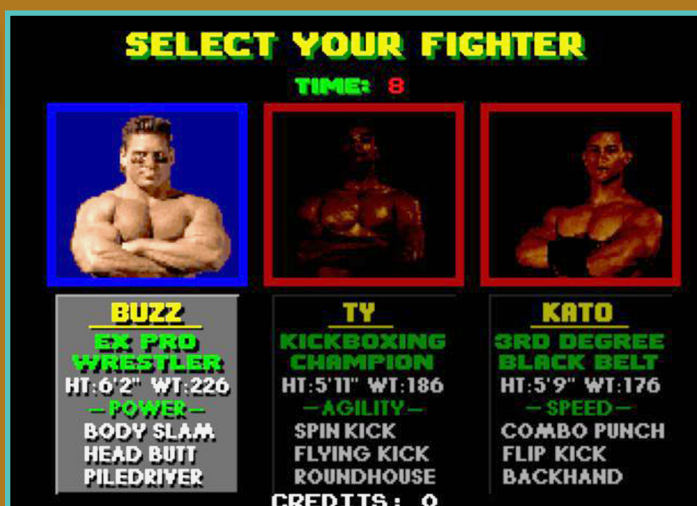 SELECT YOUR FIGHTER
TIME: 8
BUZZ
EX PRO
WRESTLER
HT:6'2" WT:226
-POWER-
BODY SLAM
HEAD BUTT
PILEDRIVER
TY
KICKBOXING
CHAMPION
HT:5'11" WT:186
-AGILITY-
SPIN KICK
FLYING KICK
ROUNDHOUSE
KATO
3RD DEGREE
BLACK BELT
HT:5'9" WT:176
-SPEED-
COMBO PUNCH
FLIP KICK
BACKHAND
CREDITS: 0